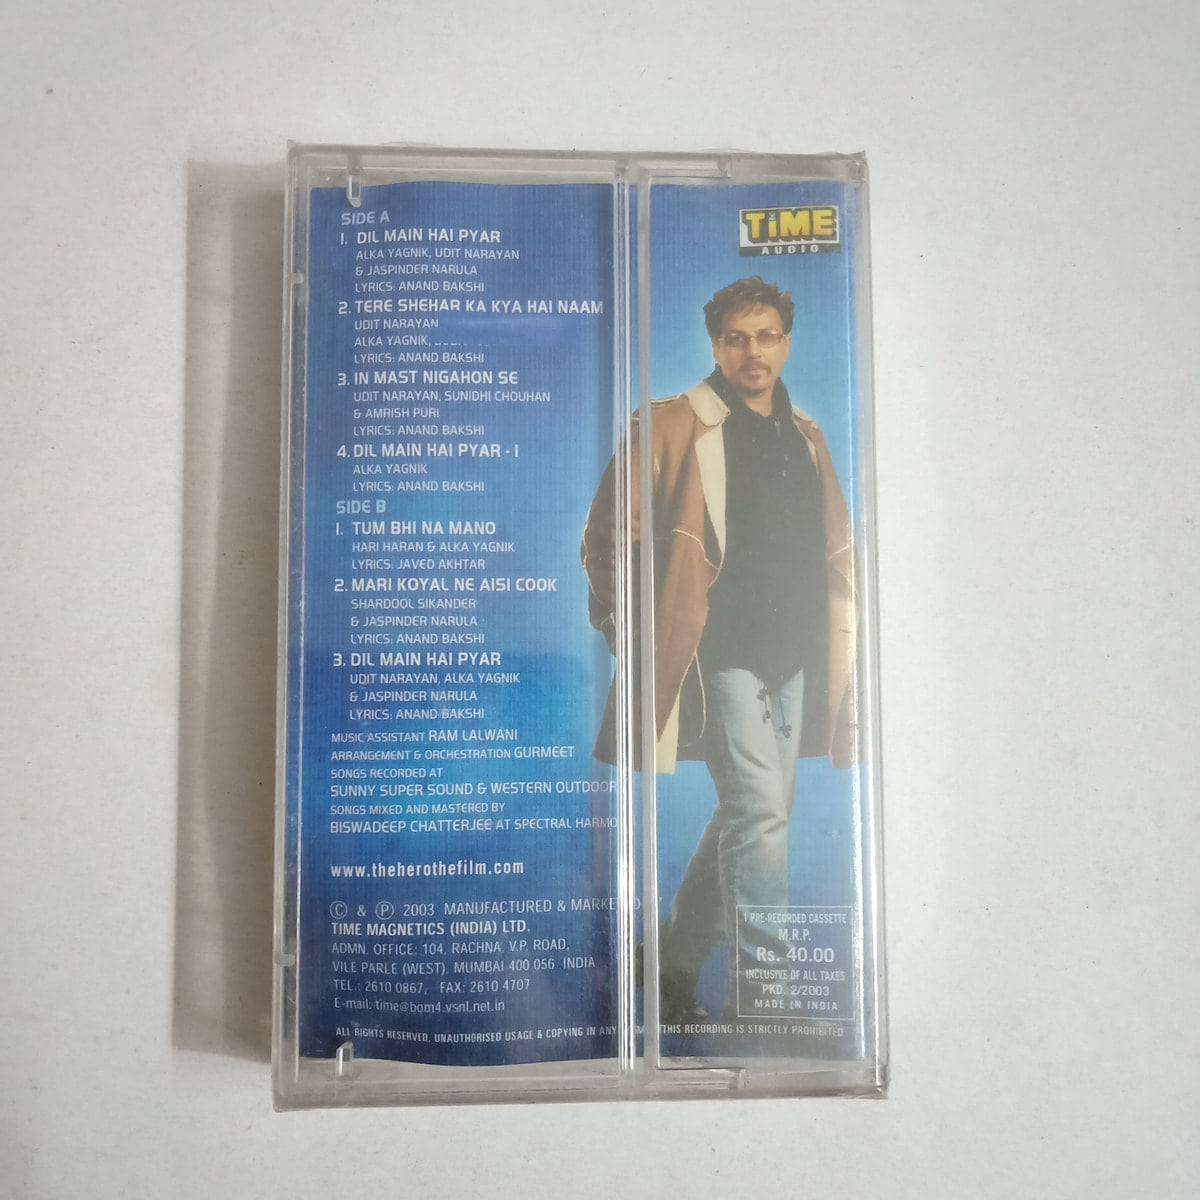 SIDE A
1. DIL MAIN HAI PYAR
ALKA YAGNIK, UDIT NARAYAN
& JASPINDER NARULA
LYRICS: ANAND BAKSHI
2. TERE SHEHAR KA KYA HAI NAAM
UDIT NARAYAN
ALKA YAGNIK,
LYRICS: ANAND BAKSHI
3. IN MAST NIGAHON SE
UDIT NARAYAN, SUNIDHI CHOUHAN
& AMRISH PURI
LYRICS: ANAND BAKSHI
4. DIL MAIN HAI PYAR - I
ALKA YAGNIK
LYRICS: ANAND BAKSHI
SIDE B
1. TUM BHI NA MANO
HARI HARAN & ALKA YAGNIK
LYRICS: JAVED AKHTAR
2. MARI KOYAL NE AISI COOK
SHARDOOL SIKANDER
& JASPINDER NARULA
LYRICS: ANAND BAKSHI
3. DIL MAIN HAI PYAR
UDIT NARAYAN, ALKA YAGNIK
& JASPINDER NARULA
LYRICS: ANAND BAKSHI
MUSIC ASSISTANT RAM LALWANI
ARRANGEMENT & ORCHESTRATION GURMEET
SONGS RECORDED AT
SUNNY SUPER SOUND & WESTERN OUTDOOR
SONGS MIXED AND MASTERED BY
BISWADEEP CHATTERJEE AT SPECTRAL HARMO
www.theherothefilm.com
© & ℗ 2003 MANUFACTURED & MARKETED
TIME MAGNETICS (INDIA) LTD.
ADMN. OFFICE: 104, RACHNA, V.P. ROAD,
VILE PARLE (WEST), MUMBAI 400 056 INDIA
TEL.: 2610 0867, FAX: 2610 4707
E-mail: time@bom4.vsnl.net.in
ALL RIGHTS RESERVED. UNAUTHORISED USAGE & COPYING IN ANY THIS RECORDING IS STRICTLY PROHIBITED
TiME
AUDIO
1 PRE-RECORDED CASSETTE
M.R.P.
Rs. 40.00
INCLUSIVE OF ALL TAXES
PKD. 2/2003
MADE IN INDIA